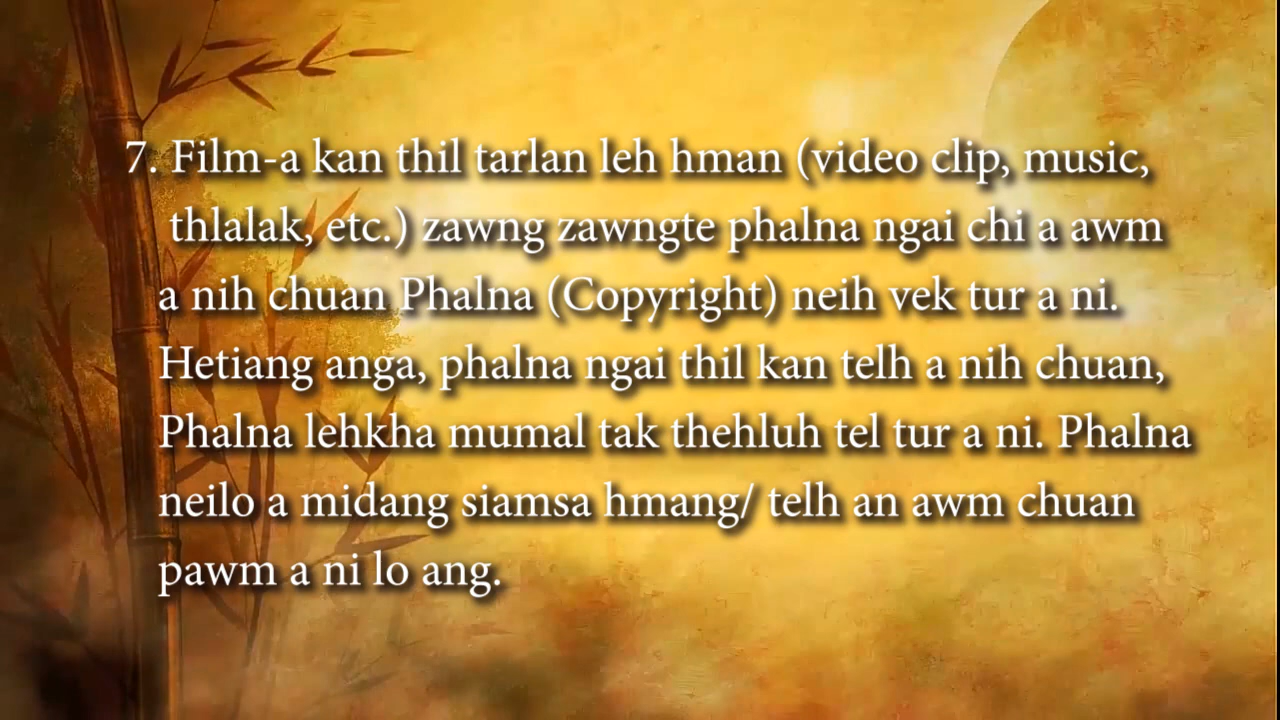 7. Film-a kan thil tarlan leh hman (video clip, music,
thlalak, etc.) zawng zawngte phalna ngai chi a awm
a nih chuan Phalna (Copyright) neih vek tur a ni.
Hetiang anga, phalna ngai thil kan telh a nih chuan,
Phalna lehkha mumal tak thehluh tel tur a ni. Phalna
neilo a midang siamsa hmang/ telh an awm chuan
pawm a ni lo ang.